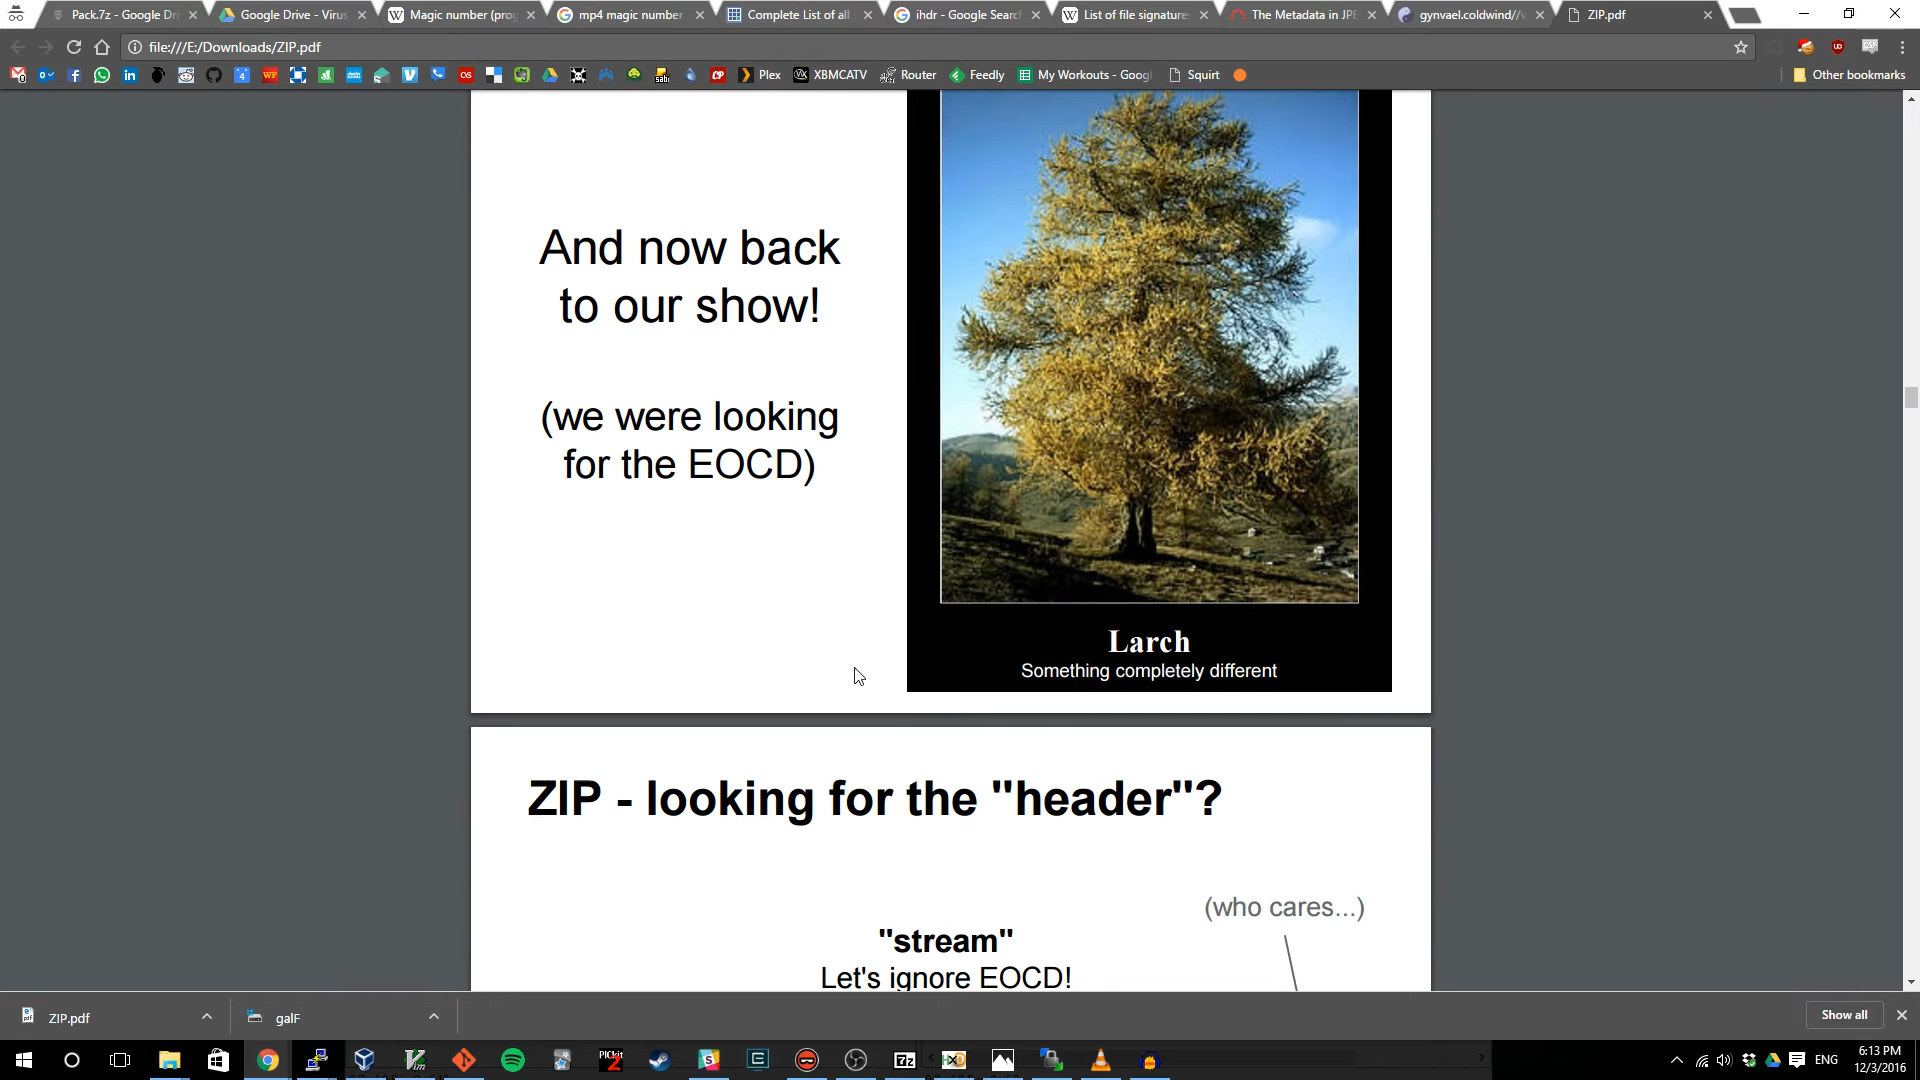 Pack.7z - Google Dri
Google Drive - Virus
Magic number (prog
mp4 magic number
Complete List of all
ihdr - Google Search
List of file signature
The Metadata in JPE
gynvael.coldwind//v
ZIP.pdf
file:///E:/Downloads/ZIP.pdf
Plex
XBMCATV
Router
Feedly
My Workouts - Googl
Squirt
Other bookmarks
And now back
to our show!
(we were looking
for the EOCD)
Larch
Something completely different
ZIP - looking for the "header"?
(who cares...)
"stream"
Let's ignore EOCD!
ZIP.pdf
galF
Show all
ENG
6:13 PM
12/3/2016